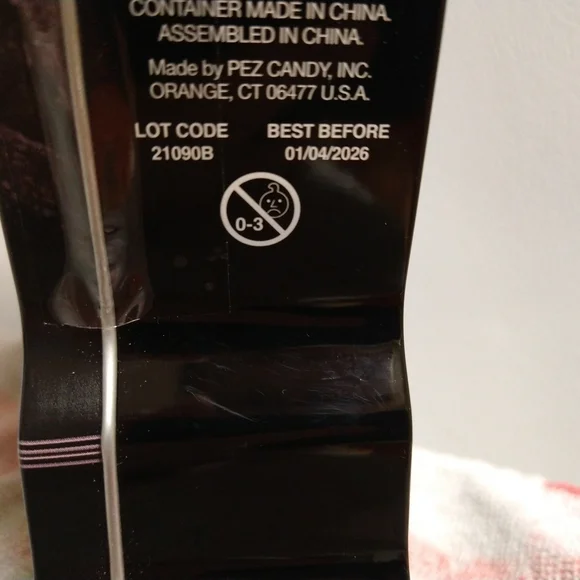 CONTAINER MADE IN CHINA.
ASSEMBLED IN CHINA.
Made by PEZ CANDY, INC.
ORANGE, CT 06477 U.S.A.
LOT CODE BEST BEFORE
21090B 01/04/2026
0-3